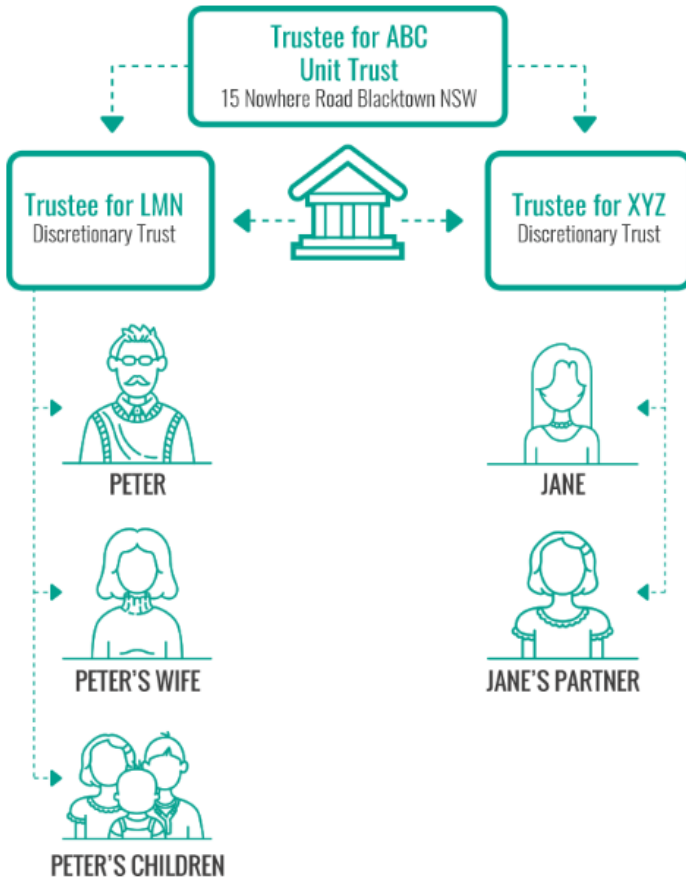 Trustee for ABC
Unit Trust
15 Nowhere Road Blacktown NSW
Trustee for LMN
Discretionary Trust
Trustee for XYZ
Discretionary Trust
PETER
JANE
PETER'S WIFE
JANE'S PARTNER
PETER'S CHILDREN